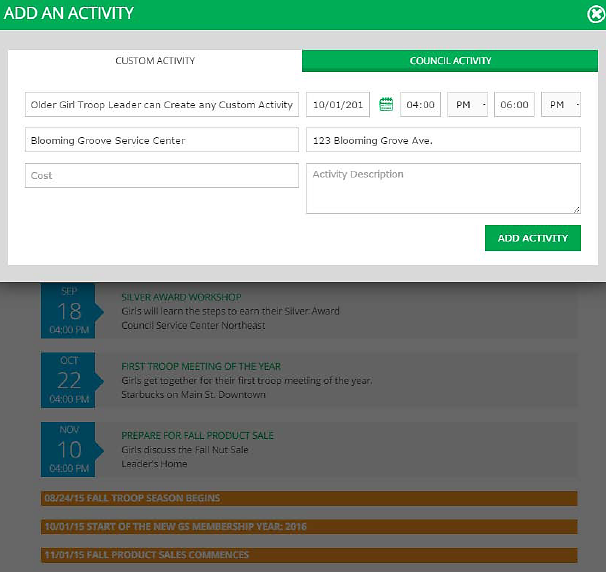 ADD AN ACTIVITY
CUSTOM ACTIVITY
COUNCIL ACTIVITY
Older Girl Troop Leader can Create any Custom Activity
10/01/201
04:00
PM
06:00
PM
Blooming Groove Service Center
123 Blooming Grove Ave.
Cost
Activity Description
ADD ACTIVITY
SEP
18
04:00 PM
SILVER AWARD WORKSHOP
Girls will learn the steps to earn their Silver Award
Council Service Center Northeast
OCT
22
04:00 PM
FIRST TROOP MEETING OF THE YEAR
Girls get together for their first troop meetiing of the year.
Starbucks on Main St. Downtown
NOV
10
04:00 PM
PREPARE FOR FALL PRODUCT SALE
Girls discuss the Fall Nut Sale
Leader's Home
08/24/15 FALL TROOP SEASON BEGINS
10/01/15 START OF THE NEW GS MEMBERSHIP YEAR: 2016
11/01/15 FALL PRODUCT SALES COMMENCES